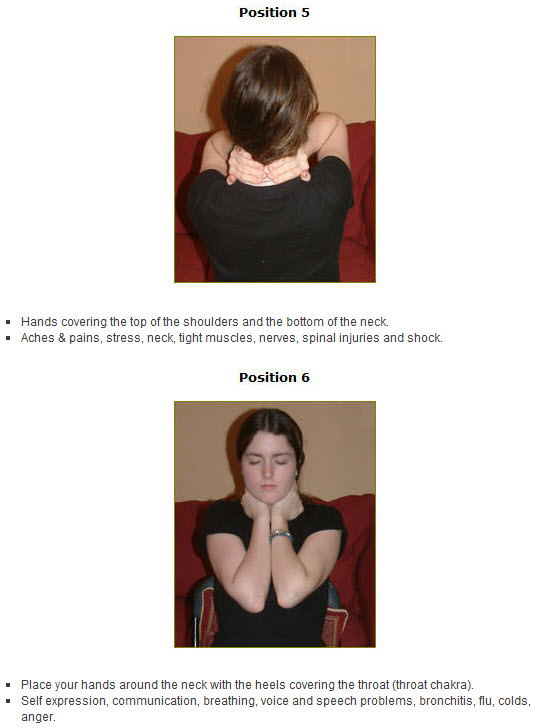 Position 5
Hands covering the top of the shoulders and the bottom of the neck.
Aches & pains, stress, neck, tight muscles, nerves, spinal injuries and shock.
Position 6
Place your hands around the neck with the heels covering the throat (throat chakra).
Self expression, communication, breathing, voice and speech problems, bronchitis, flu, colds,
anger.